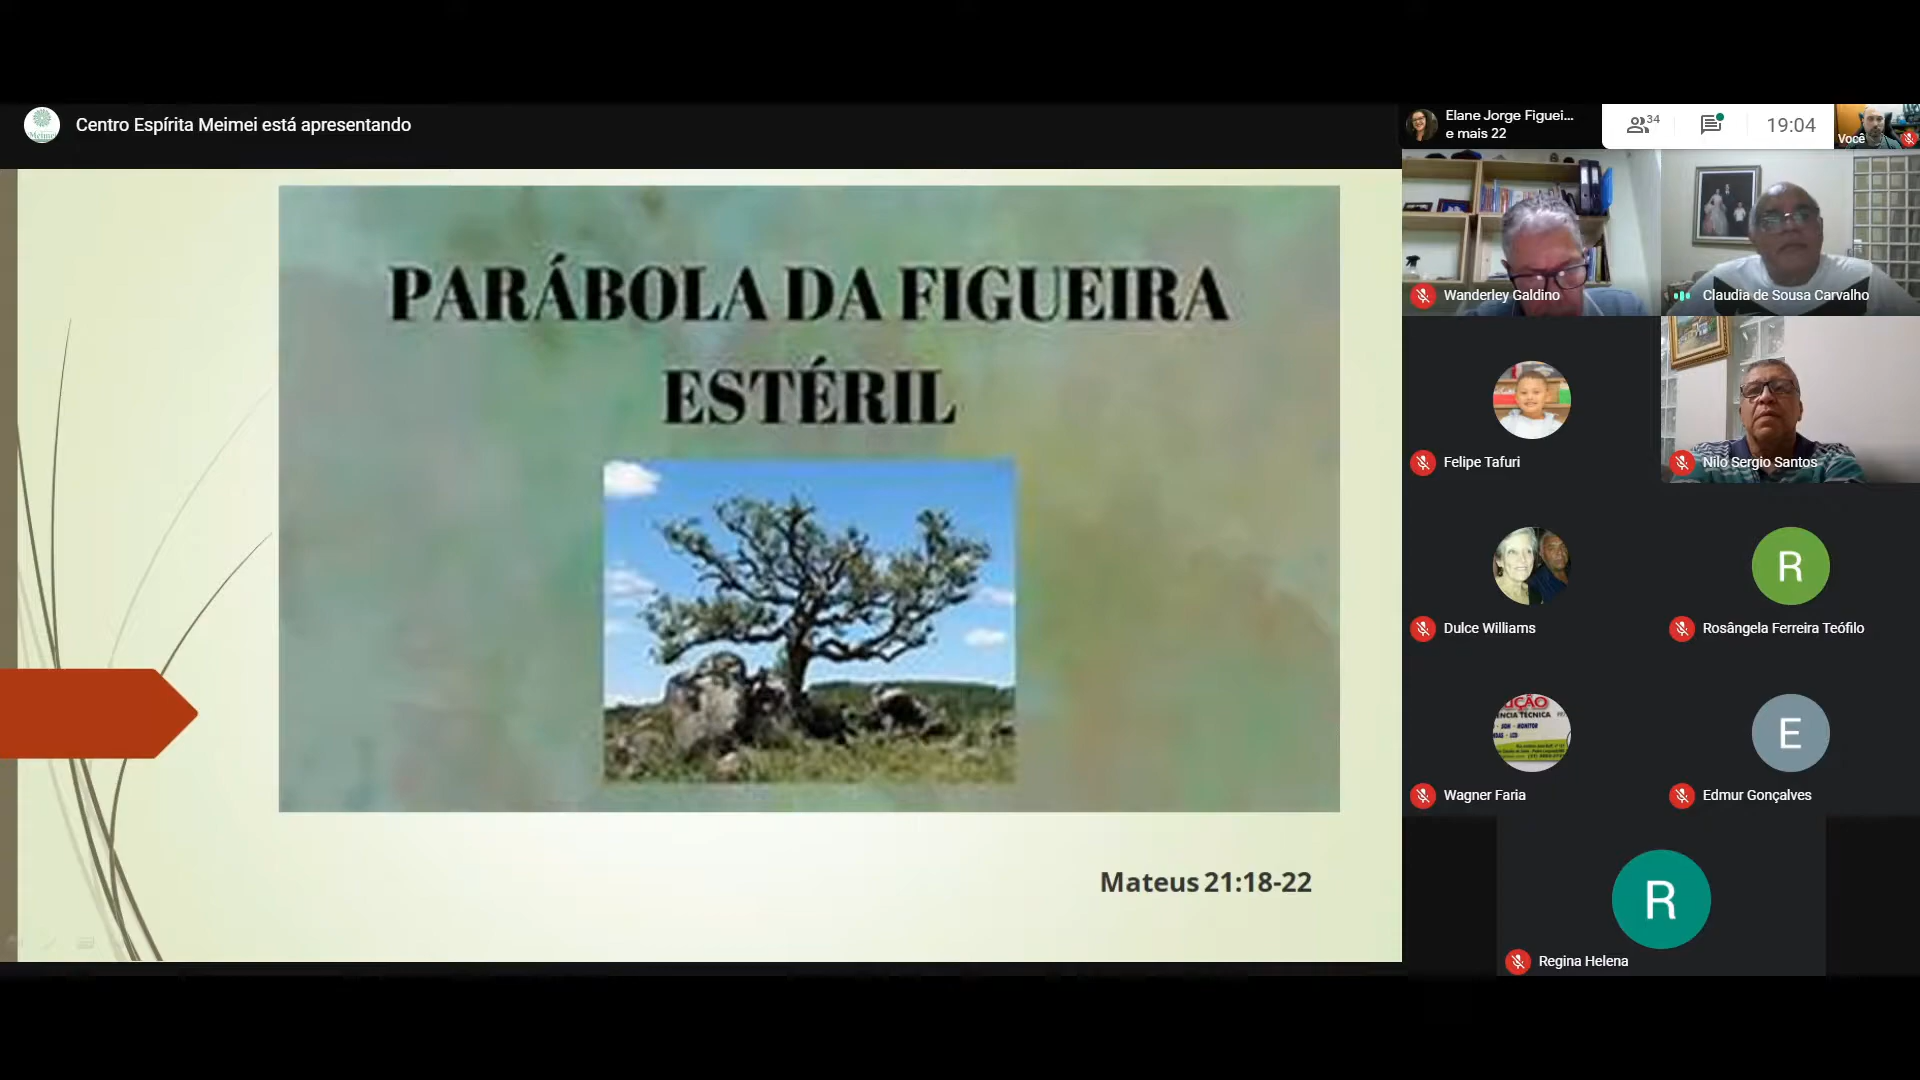 Centro Espírita Meimei está apresentando
Elane Jorge Figuei...
e mais 22
34
19:04
Você
Meimei
PARÁBOLA DA FIGUEIRA
ESTÉRIL
Mateus 21:18-22
Wanderley Galdino
Claudia de Sousa Carvalho
Felipe Tafuri
Nilo Sergio Santos
Dulce Williams
R
Rosângela Ferreira Teófilo
Wagner Faria
E
Edmur Gonçalves
R
Regina Helena